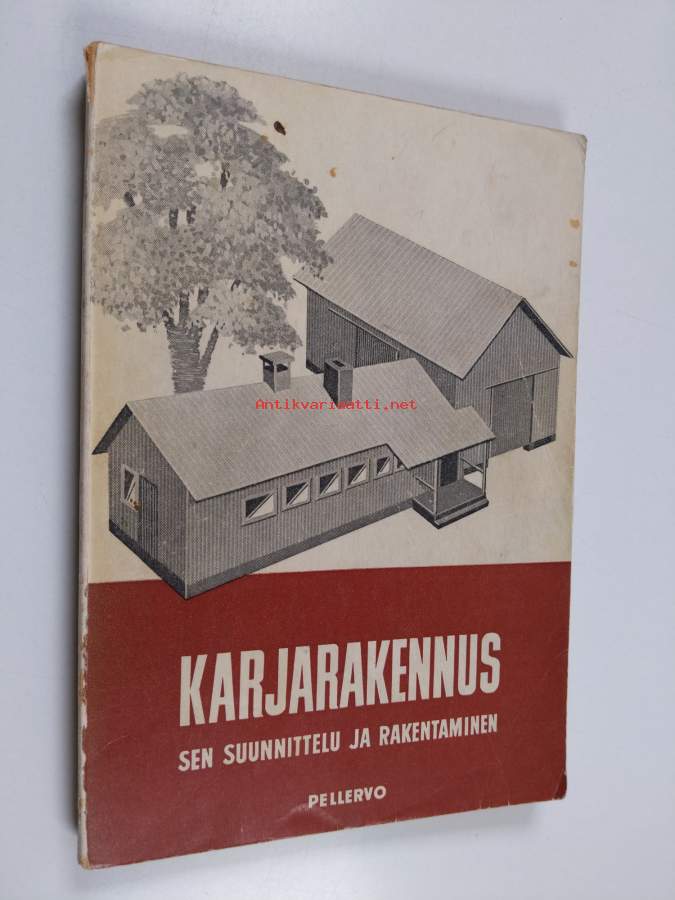 Antikvariaatti.net
KARJARAKENNUS
SEN SUUNNITTELU JA RAKENTAMINEN
PELLERVO